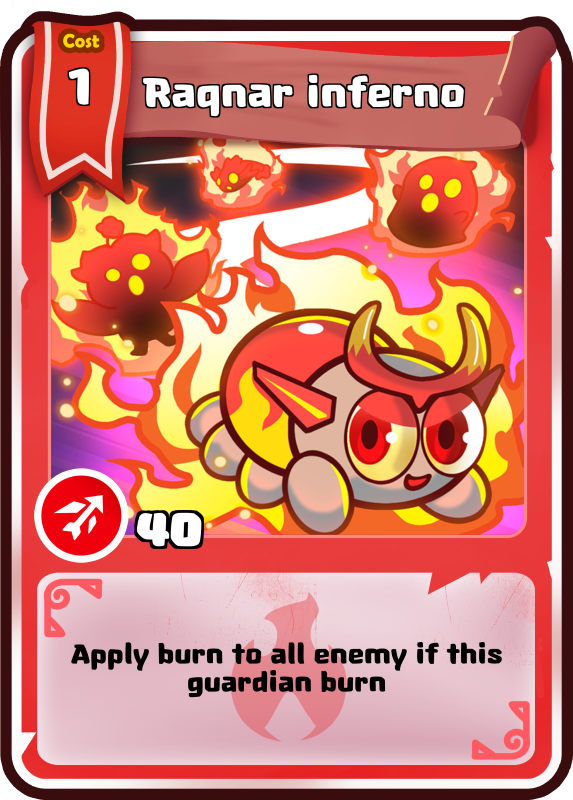 Cost
1
Raqnar inferno
40
Apply burn to all enemy if this
guardian burn